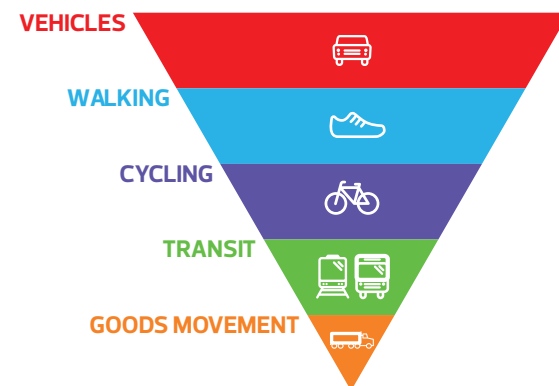 VEHICLES
WALKING
CYCLING
TRANSIT
GOODS MOVEMENT